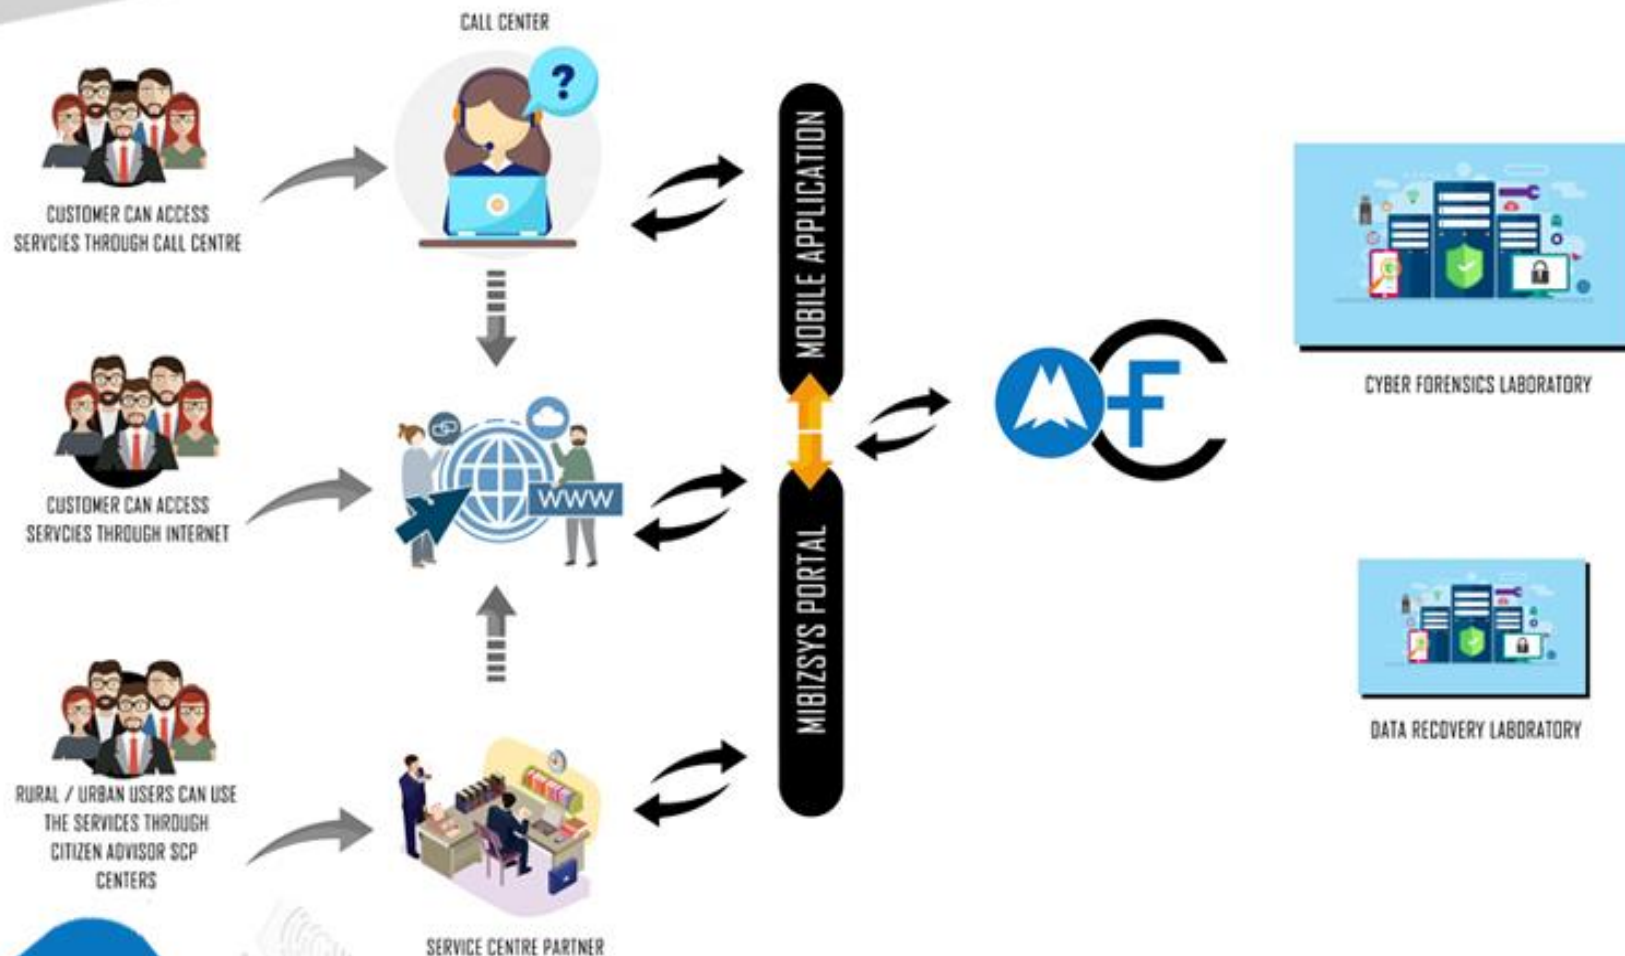 CALL CENTER
?
CUSTOMER CAN ACCESS
SERVCIES THROUGH CALL CENTRE
MOBILE APPLICATION
CYBER FORENSICS LABORATORY
FC
CUSTOMER CAN ACCESS
SERVCIES THROUGH INTERNET
WWW
MIBIZSYS PORTAL
DATA RECOVERY LABORATORY
RURAL / URBAN USERS CAN USE
THE SERVICES THROUGH
CITIZEN ADVISOR SCP
CENTERS
SERVICE CENTRE PARTNER